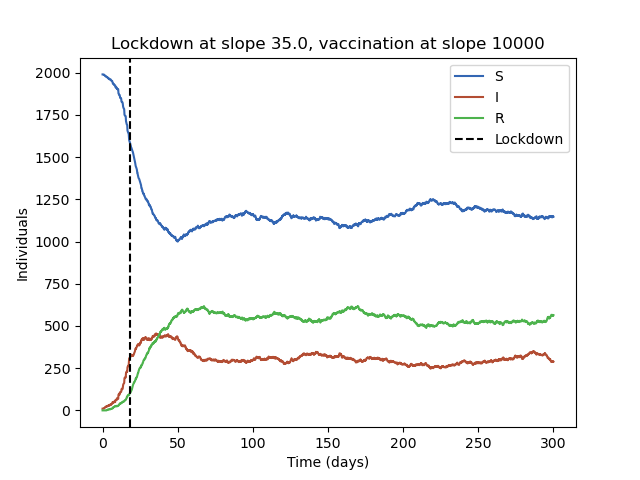 Lockdown at slope 35.0, vaccination at slope 10000
S
I
R
Lockdown
Individuals
2000
1750
1500
1250
1000
750
500
250
0
0 50 100 150 200 250 300
Time (days)